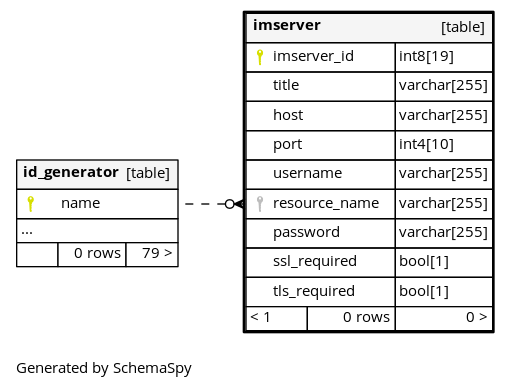 imserver [table]
imserver_id int8[19]
title varchar[255]
host varchar[255]
port int4[10]
username varchar[255]
resource_name varchar[255]
password varchar[255]
ssl_required bool[1]
tls_required bool[1]
< 1 0 rows 0 >
id_generator [table]
name
...
0 rows 79 >
Generated by SchemaSpy